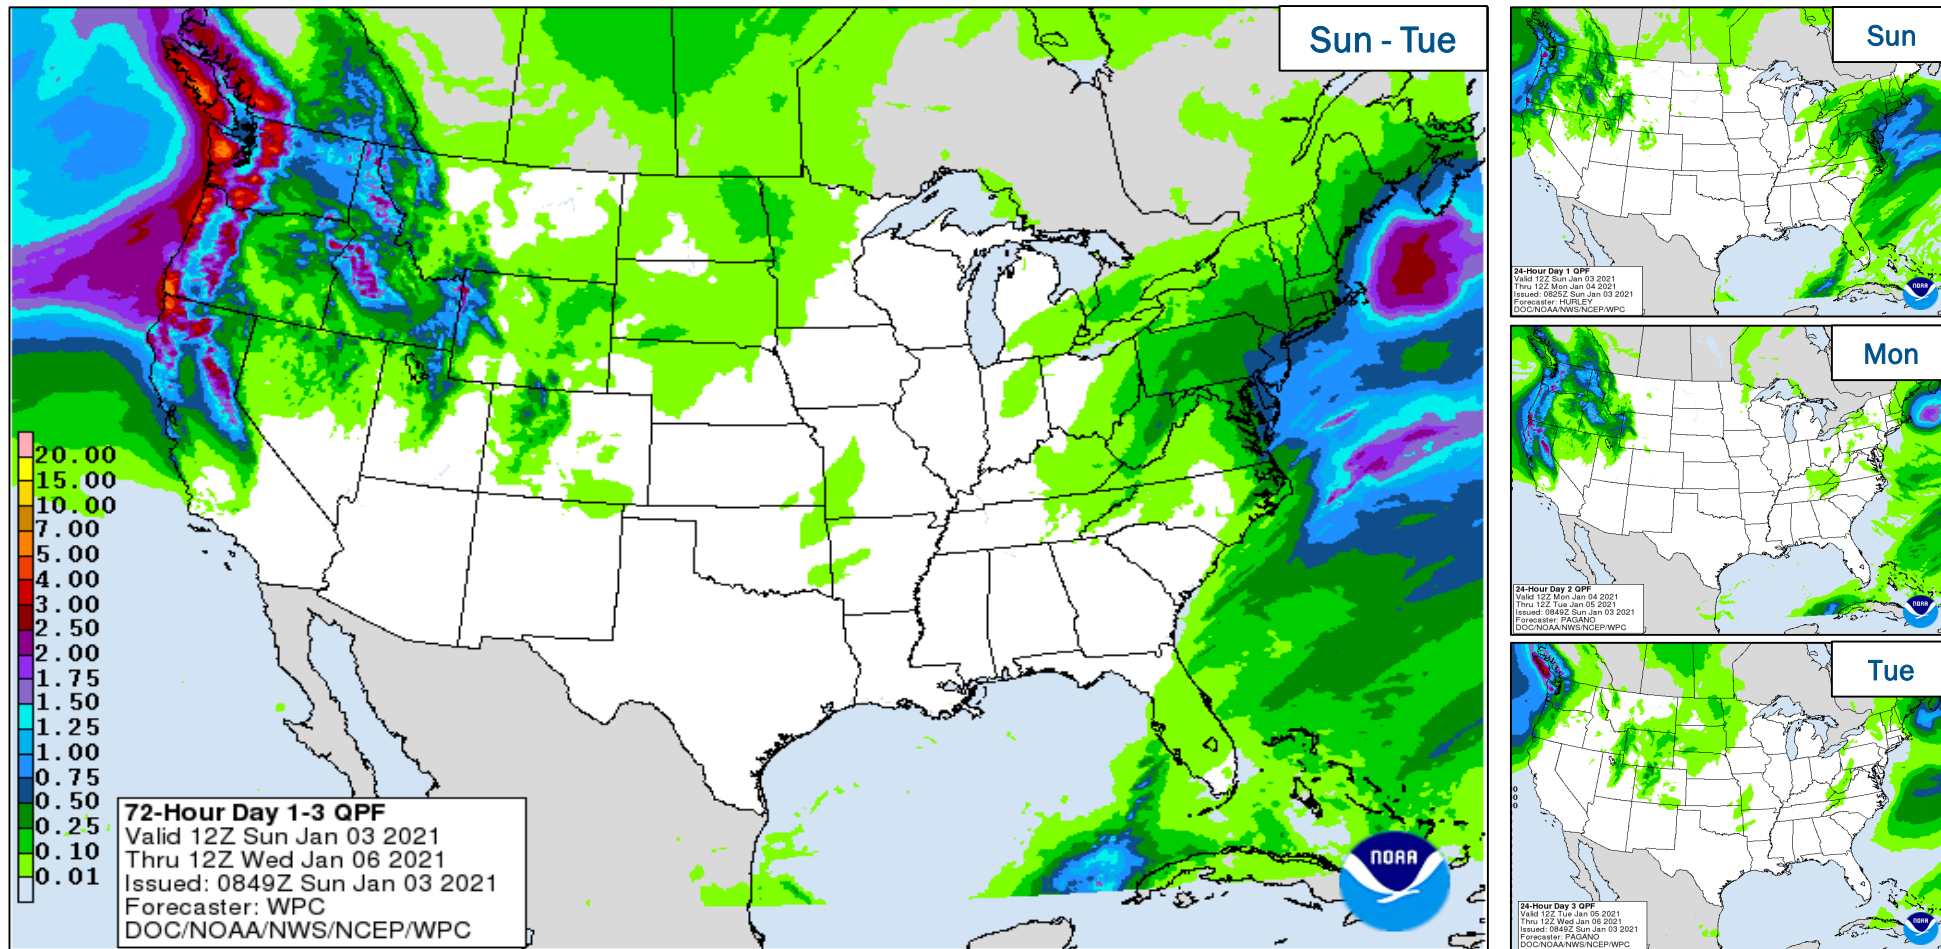 Sun - Tue
20.00
15.00
10.00
7.00
5.00
4.00
3.00
2.50
2.00
1.75
1.50
1.25
1.00
0.75
0.50
0.25
0.10
0.01
72-Hour Day 1-3 QPF
Valid 12Z Sun Jan 03 2021
Thru 12Z Wed Jan 06 2021
Issued: 0849Z Sun Jan 03 2021
Forecaster: WPC
DOC/NOAA/NWS/NCEP/WPC
NOAA
Sun
24-Hour Day 1 QPF
Valid 12Z Sun Jan 03 2021
Thru 12Z Mon Jan 04 2021
Issued: 0825Z Sun Jan 03 2021
Forecaster: HURLEY
DOC/NOAA/NWS/NCEP/WPC
NOAA
Mon
24-Hour Day 2 QPF
Valid 12Z Mon Jan 04 2021
Thru 12Z Tue Jan 05 2021
Issued: 0849Z Sun Jan 03 2021
Forecaster: PAGANO
DOC/NOAA/NWS/NCEP/WPC
NOAA
Tue
0
0
0
24-Hour Day 3 QPF
Valid 12Z Tue Jan 05 2021
Thru 12Z Wed Jan 06 2021
Issued: 0849Z Sun Jan 03 2021
Forecaster: PAGANO
DOC/NOAA/NWS/NCEP/WPC
NOAA